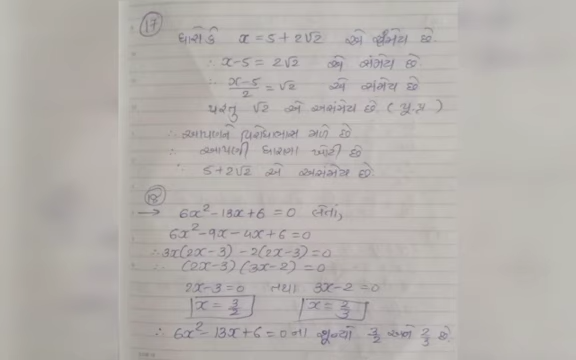 17
ધારો કે x = 5 + 2√2 એ સંમેય છે.
∴ x-5 = 2√2 એ સંમેય છે.
∴ x-5/2 = √2 એ સંમેય છે
પરંતુ √2 એ અસંમેય છે. (પૂ.પ્ર)
∴ આપણને વિરોધાભાસ મળે છે
∴ આપણી ધારણા ખોટી છે
∴ 5+2√2 એ અસંમેય છે.
18
→ 6x²-13x+6 = 0 લેતાં,
6x²-9x-4x+6=0
∴ 3x(2x-3) -2(2x-3)=0
∴ (2x-3) (3x-2) = 0
2x-3=0 તથા 3x-2 = 0
x = 3/2 x = 2/3
∴ 6x²-13x+6=0 ના શૂન્યો 3/2 અને 2/3 છે.